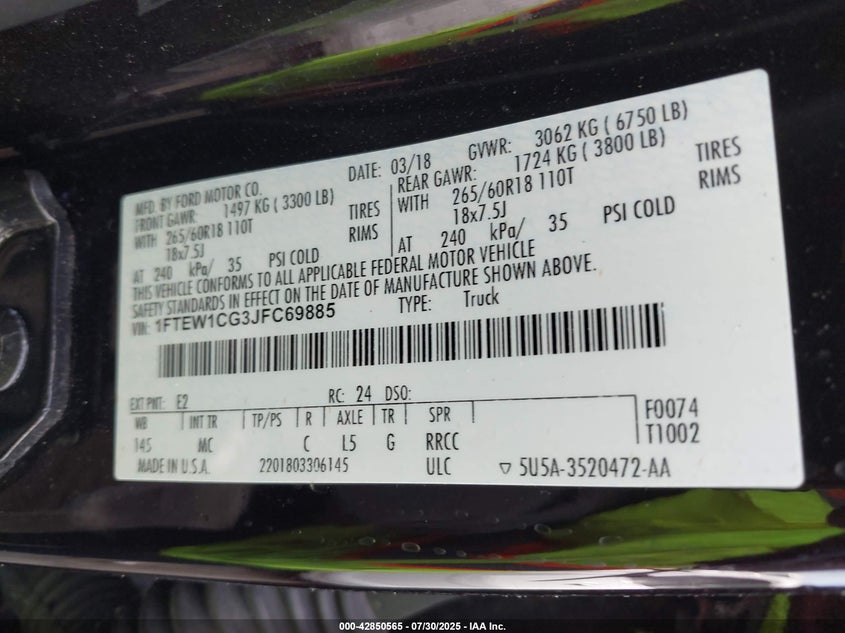 MFD. BY FORD MOTOR CO.
DATE: 03/18 GVWR: 3062 KG ( 6750 LB)
FRONT GAWR: 1497 KG ( 3300 LB)
WITH 265/60R18 110T TIRES
18x7.5J RIMS
AT 240 kPa/ 35 PSI COLD
REAR GAWR: 1724 KG ( 3800 LB)
WITH 265/60R18 110T TIRES
18x7.5J RIMS
AT 240 kPa/ 35 PSI COLD
THIS VEHICLE CONFORMS TO ALL APPLICABLE FEDERAL MOTOR VEHICLE
SAFETY STANDARDS IN EFFECT ON THE DATE OF MANUFACTURE SHOWN ABOVE.
VIN: 1FTEW1CG3JFC69885 TYPE: Truck
EXT PNT: E2 RC: 24 DSO:
WB INT TR TP/PS R AXLE TR SPR
145 MC C L5 G RRCC
F0074
T1002
MADE IN U.S.A. 2201803306145 ULC ▽ 5U5A-3520472-AA
000-42850565 - 07/30/2025 - IAA Inc.